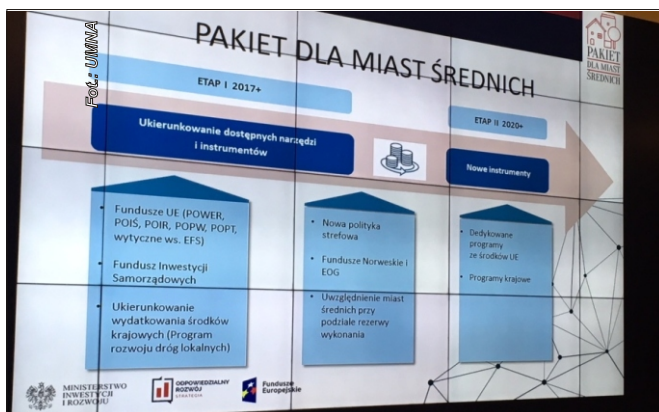 Fot.: UMNA
PAKIET DLA MIAST ŚREDNICH
PAKIET
DLA MIAST
ŚREDNICH
ETAP I 2017+
ETAP II 2020+
Ukierunkowanie dostępnych narzędzi
i instrumentów
Nowe instrumenty
• Fundusze UE (POWER,
POIŚ, POIR, POPW, POPT,
wytyczne ws. EFS)
• Fundusz Inwestycji
Samorządowych
• Ukierunkowanie
wydatkowania środków
krajowych (Program
rozwoju dróg lokalnych)
• Nowa polityka
strefowa
• Fundusze Norweskie i
EOG
• Uwzględnienie miast
średnich przy
podziale rezerwy
wykonania
• Dedykowane
programy
ze środków UE
• Programy krajowe
MINISTERSTWO
INWESTYCJI
I ROZWOJU
ODPOWIEDZIALNY
ROZWÓJ
STRATEGIA
Fundusze
Europejskie